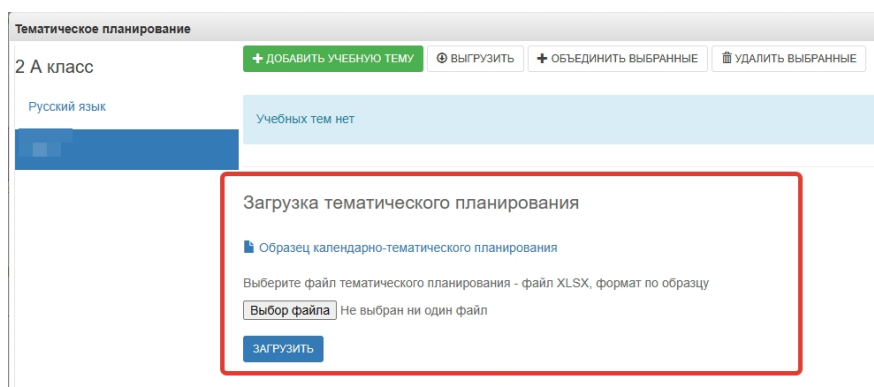 Тематическое планирование
2 А класс
+ ДОБАВИТЬ УЧЕБНУЮ ТЕМУ ВЫГРУЗИТЬ + ОБЪЕДИНИТЬ ВЫБРАННЫЕ УДАЛИТЬ ВЫБРАННЫЕ
Русский язык
Учебных тем нет
Загрузка тематического планирования
Образец календарно-тематического планирования
Выберите файл тематического планирования - файл XLSX, формат по образцу
Выбор файла Не выбран ни один файл
ЗАГРУЗИТЬ